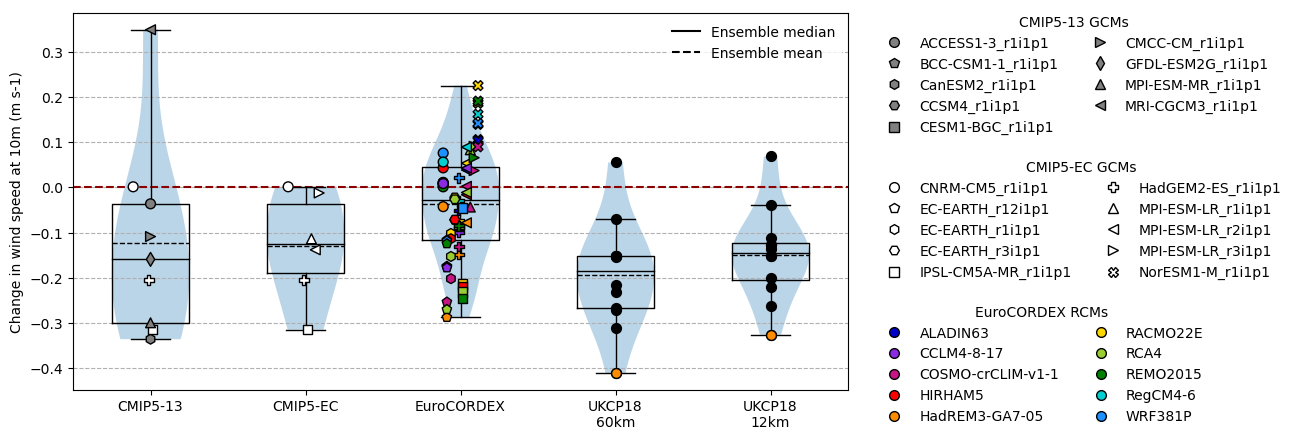 Change in wind speed at 10m (m s-1)
0.3
0.2
0.1
0.0
−0.1
−0.2
−0.3
−0.4
Ensemble median
Ensemble mean
CMIP5-13
CMIP5-EC
EuroCORDEX
UKCP18
60km
UKCP18
12km
CMIP5-13 GCMs
ACCESS1-3_r1i1p1
BCC-CSM1-1_r1i1p1
CanESM2_r1i1p1
CCSM4_r1i1p1
CESM1-BGC_r1i1p1
CMCC-CM_r1i1p1
GFDL-ESM2G_r1i1p1
MPI-ESM-MR_r1i1p1
MRI-CGCM3_r1i1p1
CMIP5-EC GCMs
CNRM-CM5_r1i1p1
EC-EARTH_r12i1p1
EC-EARTH_r1i1p1
EC-EARTH_r3i1p1
IPSL-CM5A-MR_r1i1p1
HadGEM2-ES_r1i1p1
MPI-ESM-LR_r1i1p1
MPI-ESM-LR_r2i1p1
MPI-ESM-LR_r3i1p1
NorESM1-M_r1i1p1
EuroCORDEX RCMs
ALADIN63
CCLM4-8-17
COSMO-crCLIM-v1-1
HIRHAM5
HadREM3-GA7-05
RACMO22E
RCA4
REMO2015
RegCM4-6
WRF381P